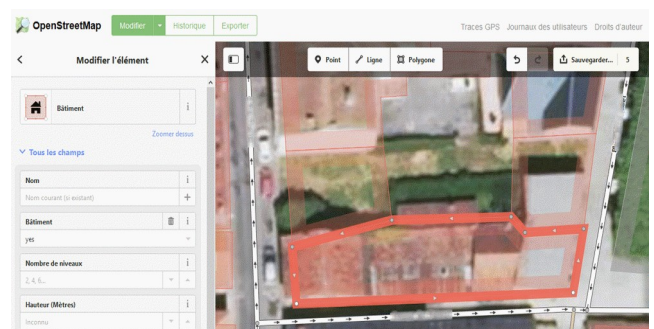 OpenStreetMap Modifier Historique Exporter Traces GPS Journaux des utilisateurs Droits d'auteur
Modifier l'élément
Point Ligne Polygone Sauvegarder... 5
Bâtiment
Zoomer dessus
Tous les champs
Nom
Nom courant (si existant)
Bâtiment
yes
Nombre de niveaux
2, 4, 6...
Hauteur (Mètres)
Inconnu